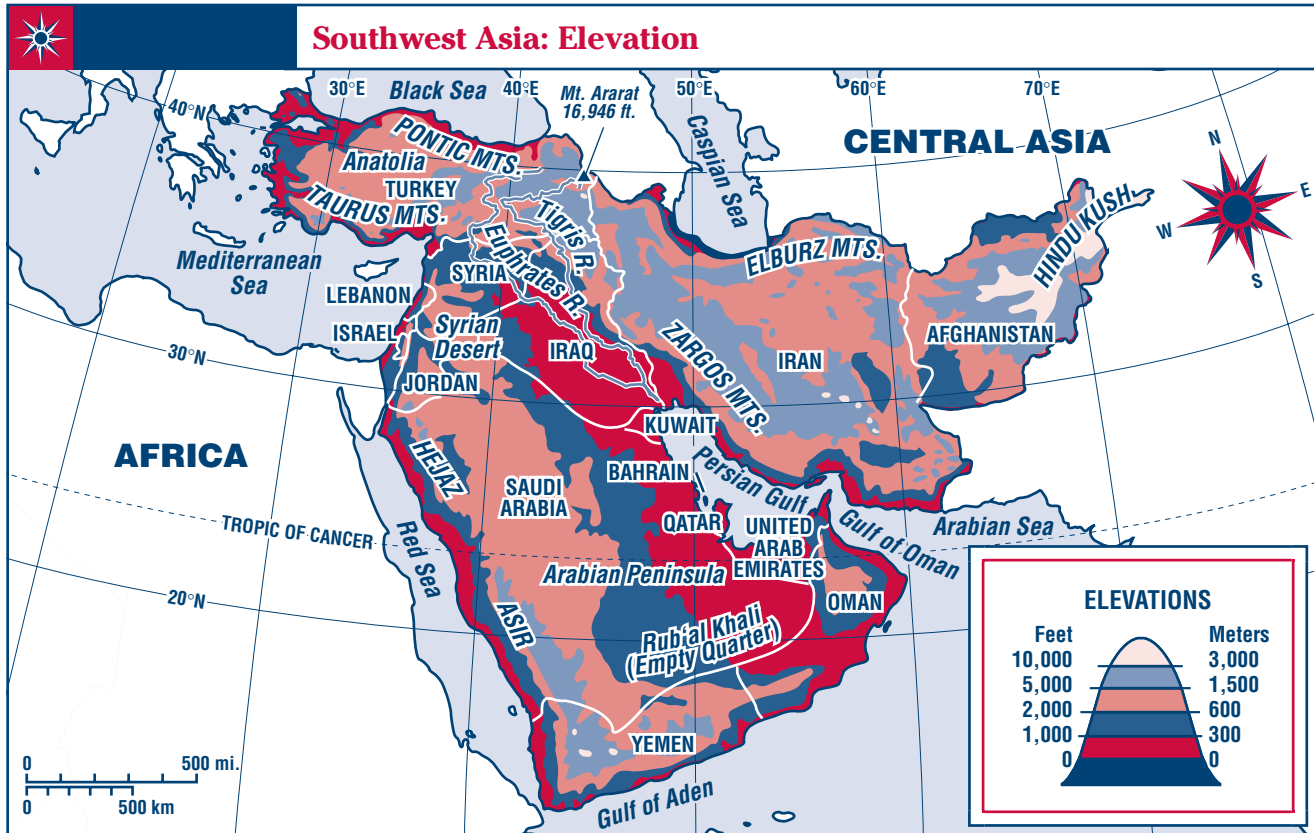 Southwest Asia: Elevation
30°E
Black Sea
40°E
Mt. Ararat
16,946 ft.
50°E
60°E
70°E
40°N
Caspian Sea
CENTRAL ASIA
N
E
W
S
PONTIC MTS.
Anatolia
TURKEY
TAURUS MTS.
Tigris R.
Euphrates R.
HINDU KUSH
ELBURZ MTS.
Mediterranean
Sea
SYRIA
LEBANON
ISRAEL
Syrian
Desert
IRAQ
ZARGOS MTS.
IRAN
AFGHANISTAN
30°N
JORDAN
KUWAIT
AFRICA
HEJAZ
BAHRAIN
Persian Gulf
SAUDI
ARABIA
QATAR
UNITED
ARAB
EMIRATES
Gulf of Oman
Arabian Sea
TROPIC OF CANCER
Red Sea
Arabian Peninsula
OMAN
20°N
ASIR
Rubial Khali
(Empty Quarter)
YEMEN
Gulf of Aden
0 500 mi.
0 500 km
ELEVATIONS
Feet Meters
10,000 3,000
5,000 1,500
2,000 600
1,000 300
0 0